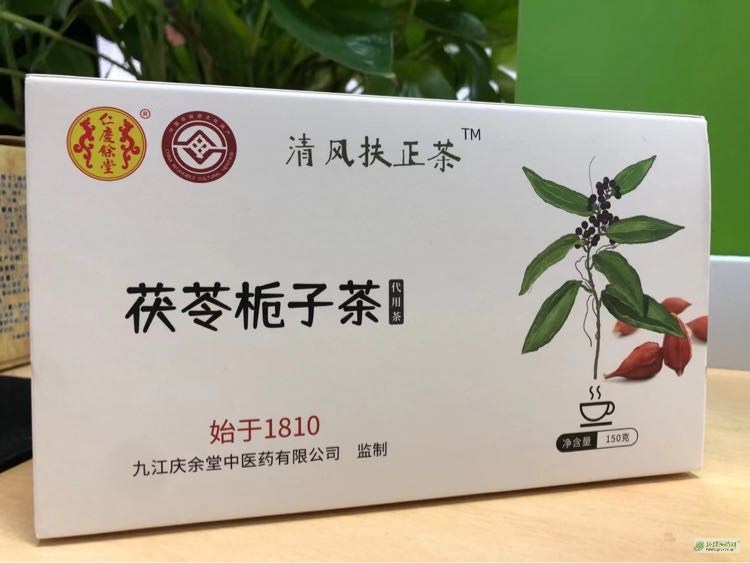 仁庆馀堂
®
清风扶正茶™
茯苓栀子茶
代用茶
始于1810
九江庆余堂中医药有限公司 监制
净含量 150克